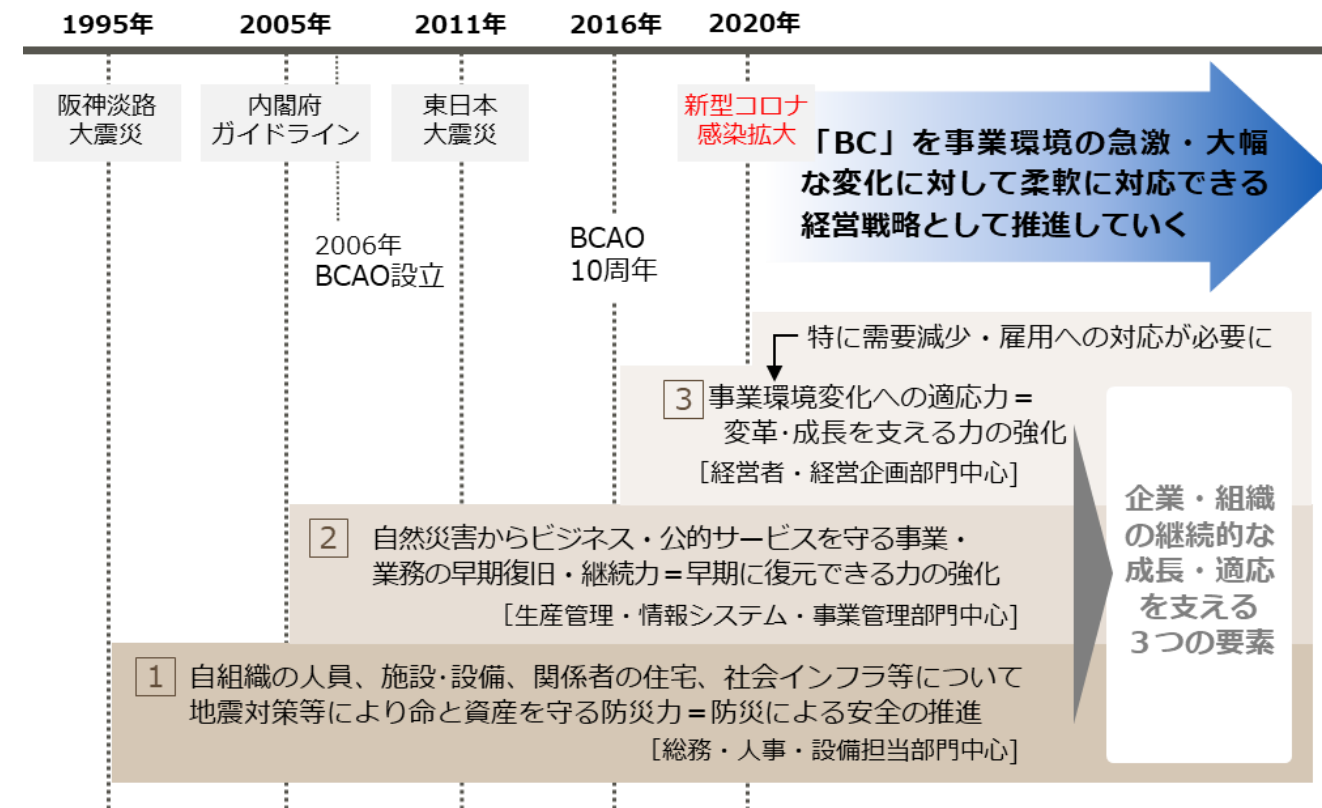 1995年
2005年
2011年
2016年
2020年
阪神淡路
大震災
内閣府
ガイドライン
東日本
大震災
新型コロナ
感染拡大
「BC」を事業環境の急激・大幅
な変化に対して柔軟に対応できる
経営戦略として推進していく
2006年
BCAO設立
BCAO
10周年
特に需要減少・雇用への対応が必要に
3 事業環境変化への適応力＝
変革･成長を支える力の強化
[経営者・経営企画部門中心]
2 自然災害からビジネス・公的サービスを守る事業・
業務の早期復旧・継続力＝早期に復元できる力の強化
[生産管理・情報システム・事業管理部門中心]
1 自組織の人員、施設･設備、関係者の住宅、社会インフラ等について
地震対策等により命と資産を守る防災力＝防災による安全の推進
[総務・人事・設備担当部門中心]
企業・組織
の継続的な
成長・適応
を支える
３つの要素